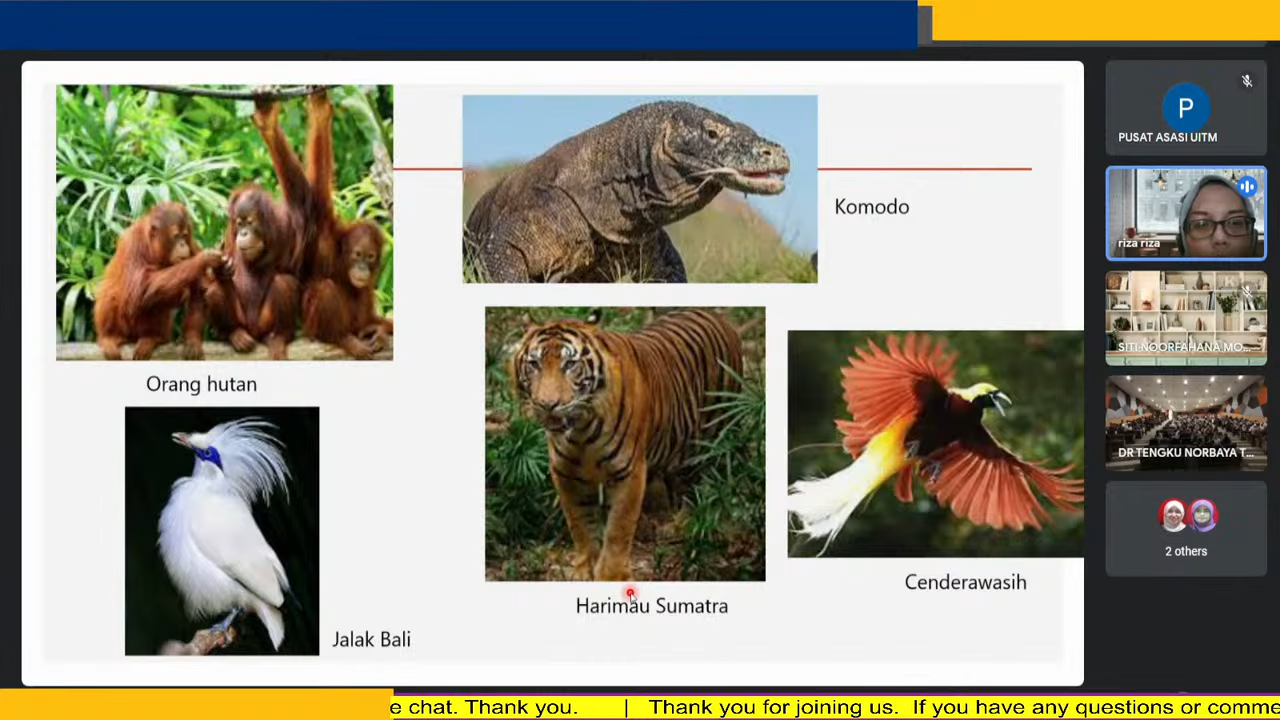 Komodo
Orang hutan
Cenderawasih
Harimau Sumatra
Jalak Bali
P
PUSAT ASASI UITM
riza riza
SITI NOORFAHANA MO...
DR TENGKU NORBAYA T...
2 others
e chat. Thank you. | Thank you for joining us. If you have any questions or comme